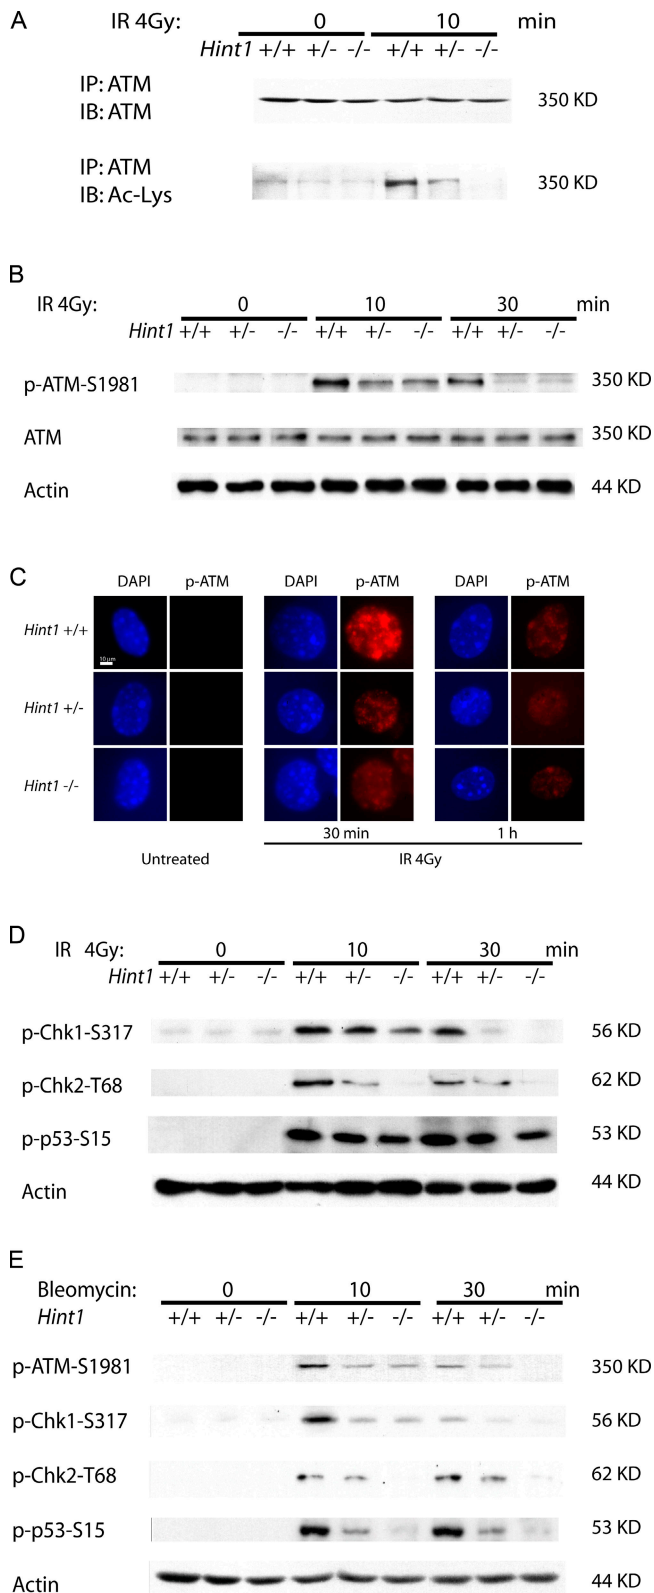 A
IR 4Gy: 0 10 min
Hint1 +/+ +/- -/- +/+ +/- -/-
IP: ATM
IB: ATM
350 KD
IP: ATM
IB: Ac-Lys
350 KD
B
IR 4Gy: 0 10 30 min
Hint1 +/+ +/- -/- +/+ +/- -/- +/+ +/- -/-
p-ATM-S1981 350 KD
ATM 350 KD
Actin 44 KD
C
DAPI p-ATM DAPI p-ATM DAPI p-ATM
Hint1 +/+
10 µm
Hint1 +/-
Hint1 -/-
30 min 1 h
Untreated IR 4Gy
D
IR 4Gy: 0 10 30 min
Hint1 +/+ +/- -/- +/+ +/- -/- +/+ +/- -/-
p-Chk1-S317 56 KD
p-Chk2-T68 62 KD
p-p53-S15 53 KD
Actin 44 KD
E
Bleomycin: 0 10 30 min
Hint1 +/+ +/- -/- +/+ +/- -/- +/+ +/- -/-
p-ATM-S1981 350 KD
p-Chk1-S317 56 KD
p-Chk2-T68 62 KD
p-p53-S15 53 KD
Actin 44 KD